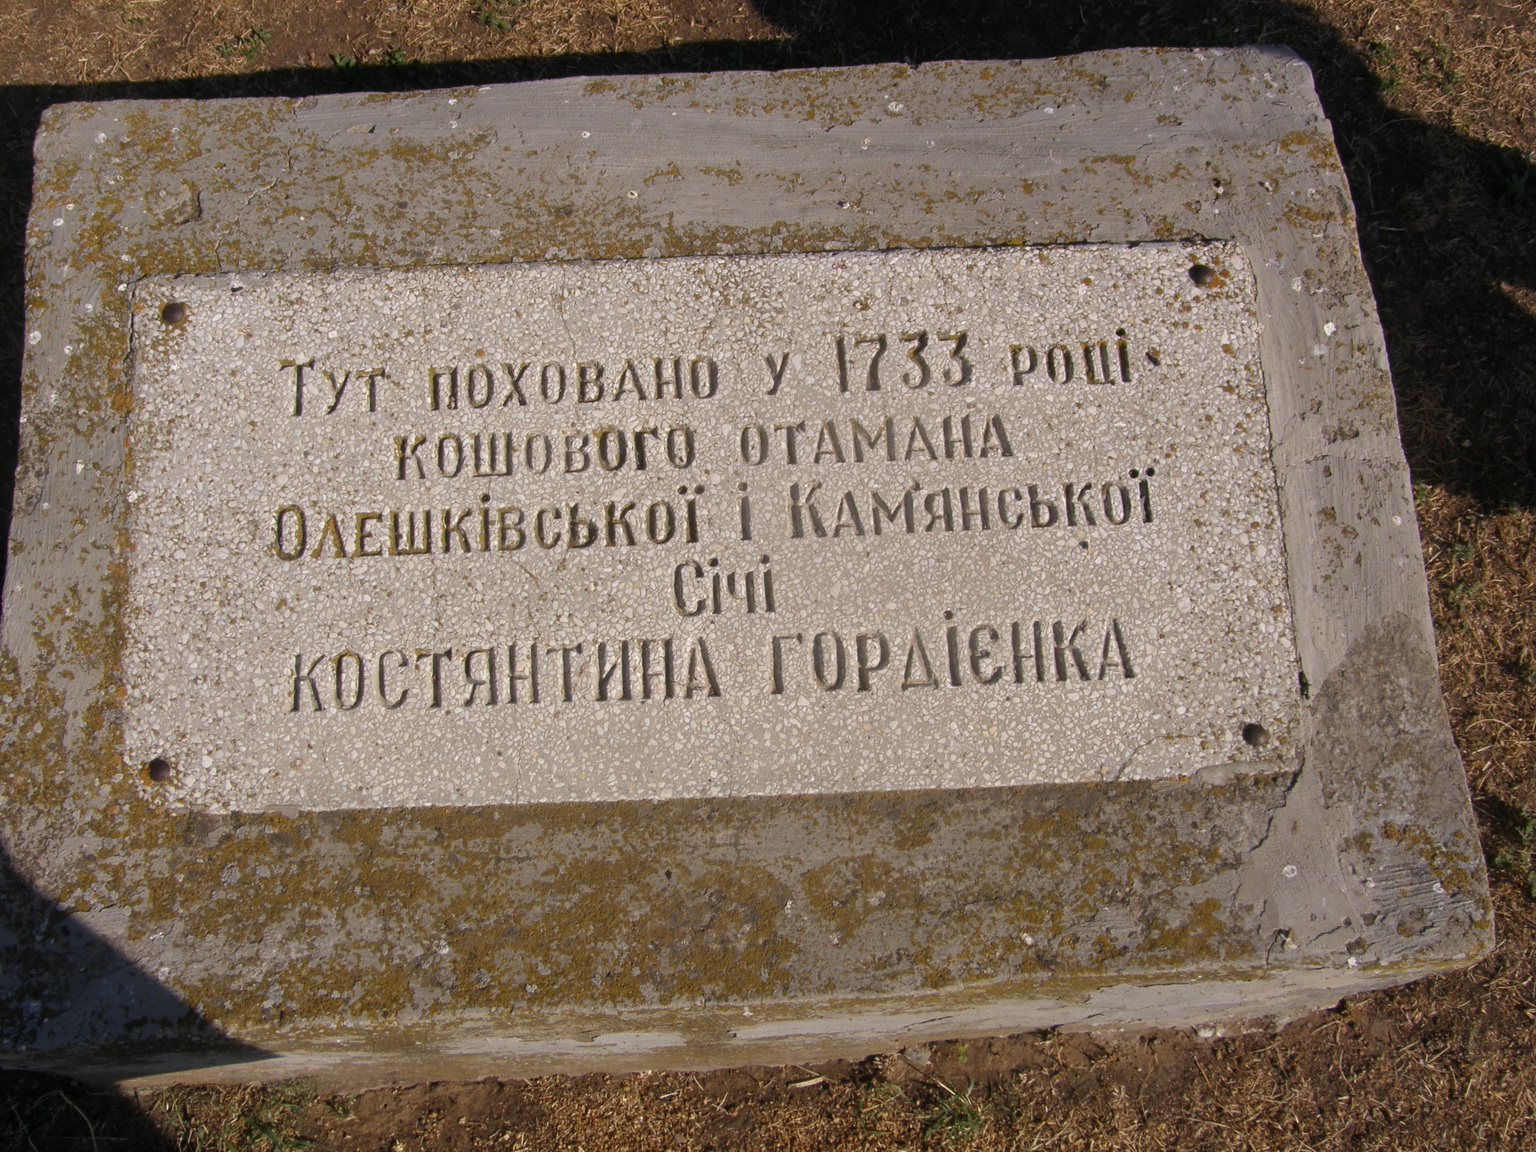 Тут поховано у 1733 році
кошового отамана
Олешківської і Кам'янської
Січі
КОСТЯНТИНА ГОРДІЄНКА